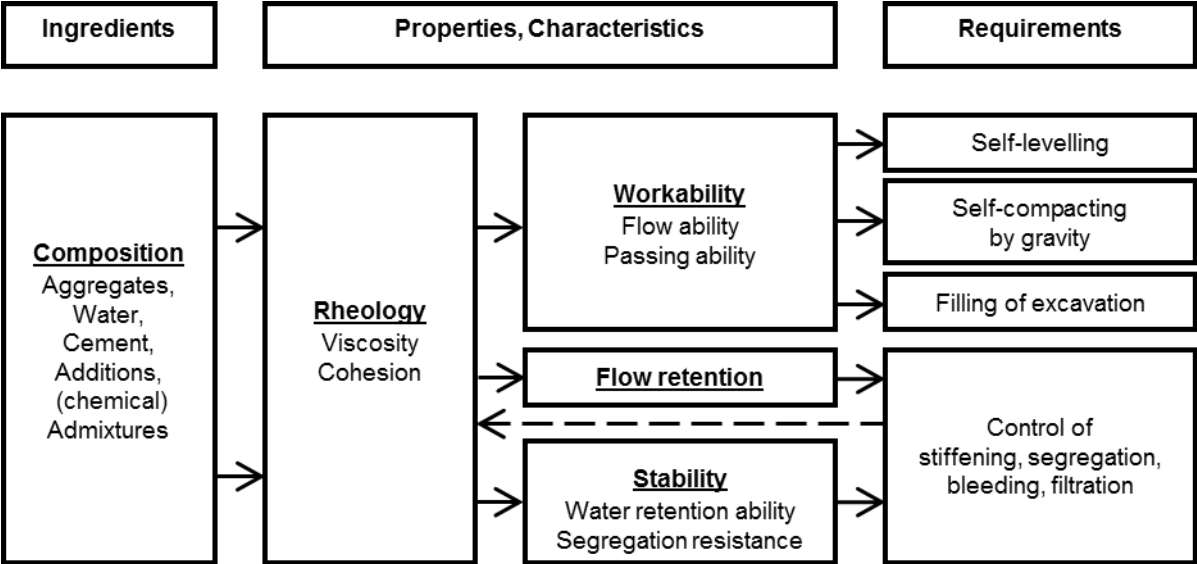 Ingredients
Properties, Characteristics
Requirements
Composition
Aggregates,
Water,
Cement,
Additions,
(chemical)
Admixtures
Rheology
Viscosity
Cohesion
Workability
Flow ability
Passing ability
Flow retention
Stability
Water retention ability
Segregation resistance
Self-levelling
Self-compacting
by gravity
Filling of excavation
Control of
stiffening, segregation,
bleeding, filtration